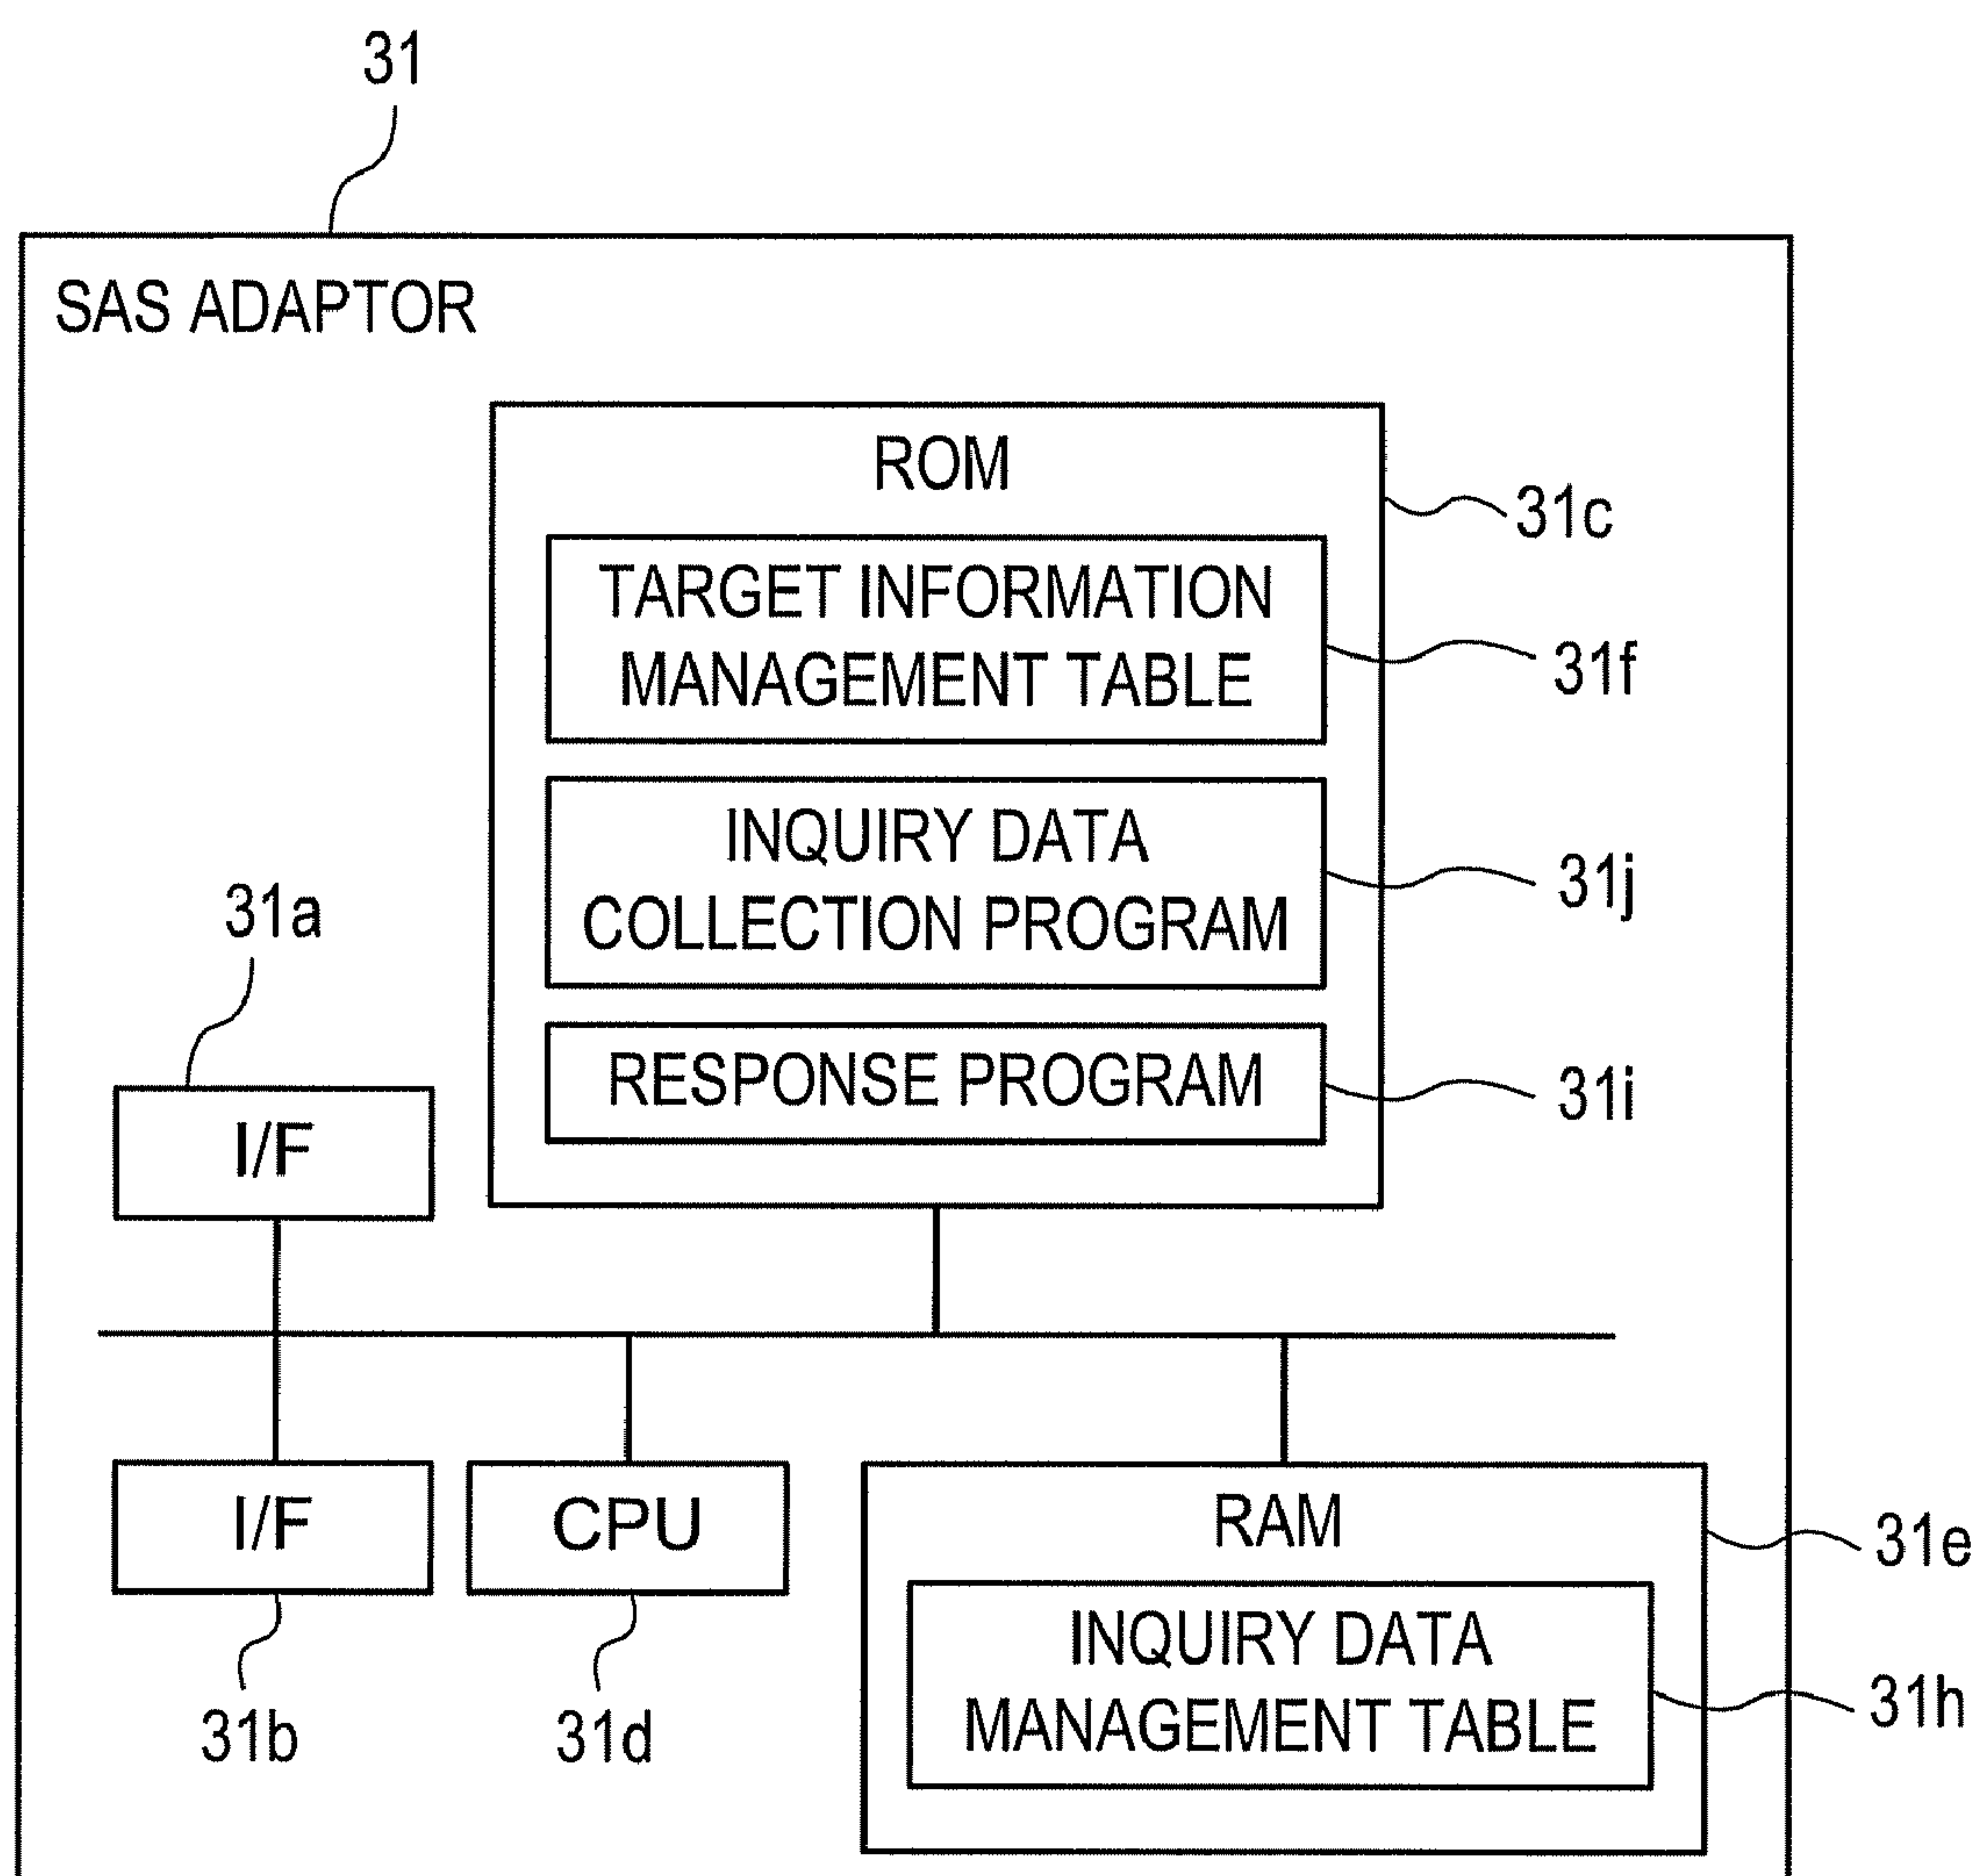 31
SAS ADAPTOR
ROM
31c
TARGET INFORMATION
MANAGEMENT TABLE
31f
INQUIRY DATA
COLLECTION PROGRAM
31j
RESPONSE PROGRAM
31i
31a
I/F
I/F
31b
CPU
31d
RAM
31e
INQUIRY DATA
MANAGEMENT TABLE
31h